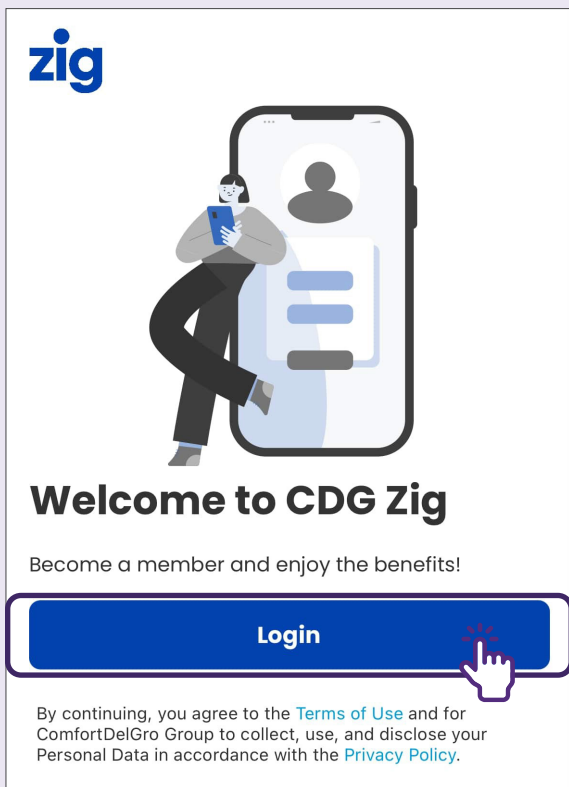 zig
Welcome to CDG Zig
Become a member and enjoy the benefits!
Login
By continuing, you agree to the Terms of Use and for
ComfortDelGro Group to collect, use, and disclose your
Personal Data in accordance with the Privacy Policy.